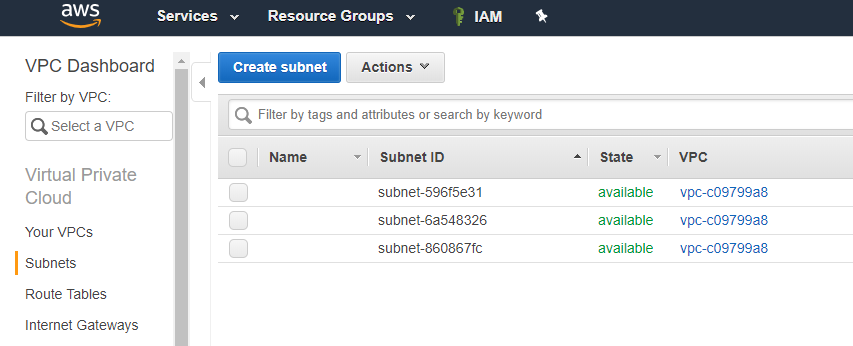 aws Services Resource Groups IAM
VPC Dashboard
Filter by VPC:
Select a VPC
Virtual Private
Cloud
Your VPCs
Subnets
Route Tables
Internet Gateways
Create subnet Actions
Filter by tags and attributes or search by keyword
Name Subnet ID State VPC
subnet-596f5e31 available vpc-c09799a8
subnet-6a548326 available vpc-c09799a8
subnet-860867fc available vpc-c09799a8